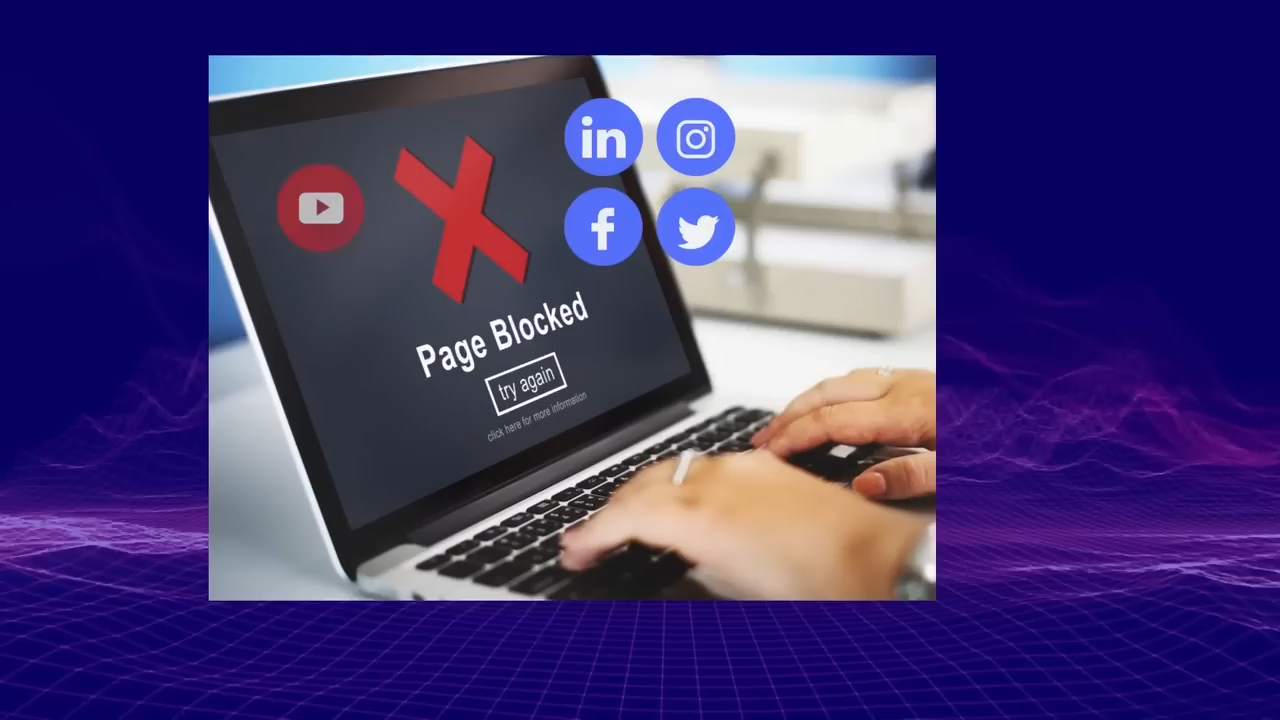 in
f
Page Blocked
try again
click here for more information